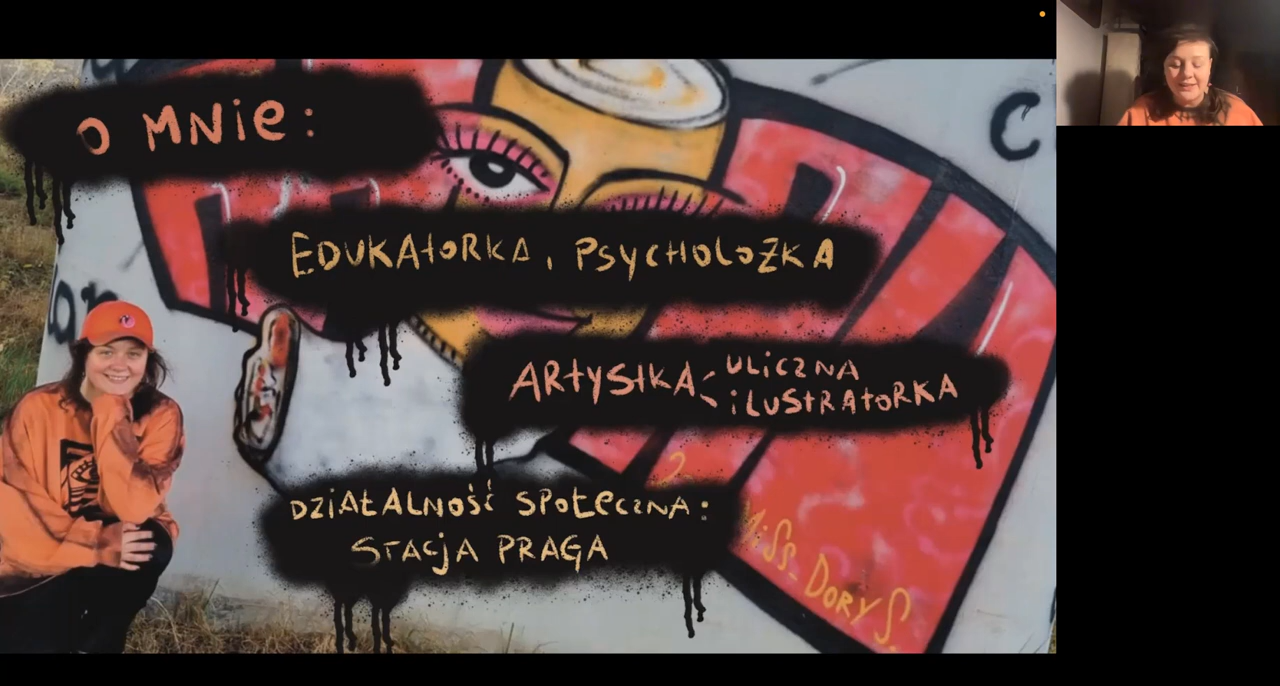 O MNiE:
EDUKAtORKA, PSYCHOLOŻKA
ARtYStKA < ULiCZNA
iLUStRAtORKA
DZIAŁALNOŚć SPOŁECZNA:
STACjA PRAGA
MiSS_DORYS